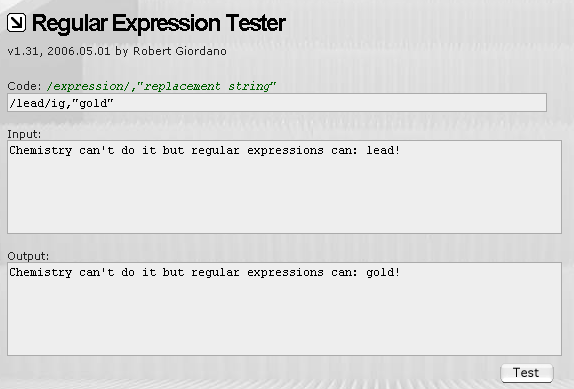 Regular Expression Tester
v1.31, 2006.05.01 by Robert Giordano
Code: /expression/,"replacement string"
/lead/ig,"gold"
Input:
Chemistry can't do it but regular expressions can: lead!
Output:
Chemistry can't do it but regular expressions can: gold!
Test